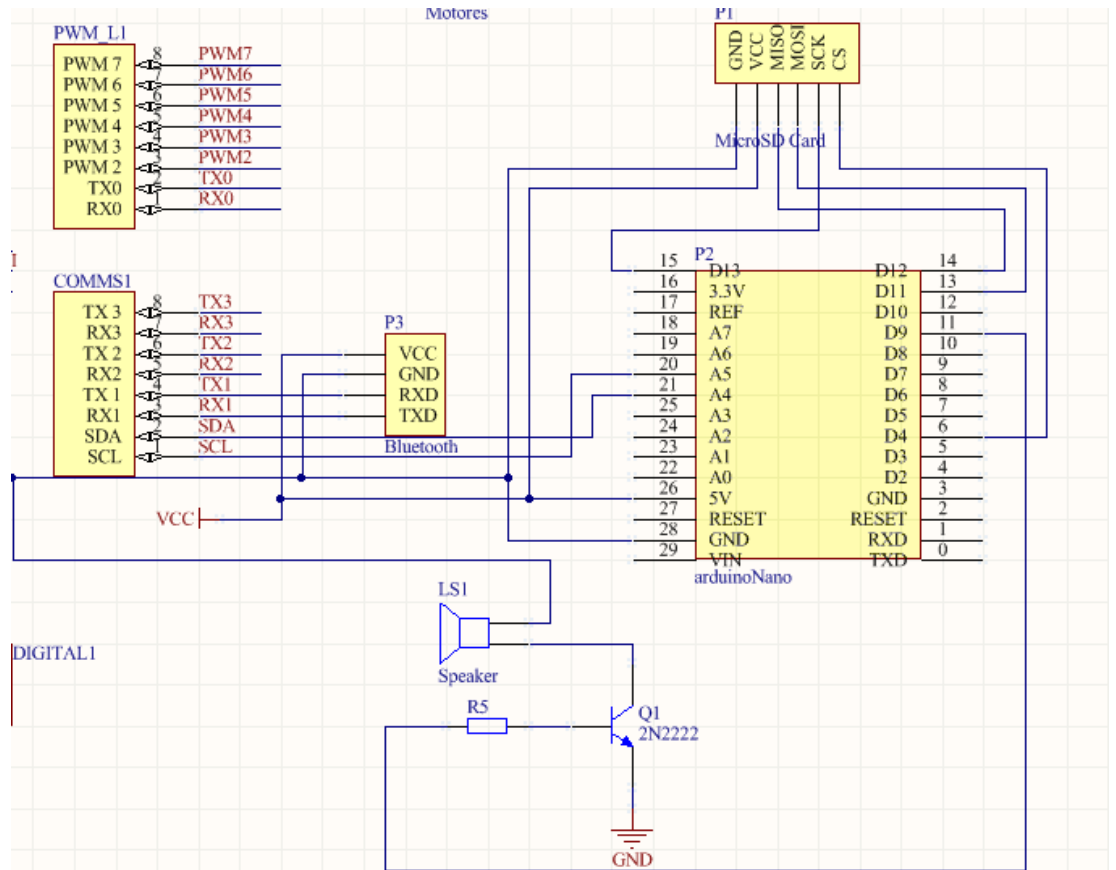 Motores
P1
GND
VCC
MISO
MOSI
SCK
CS
MicroSD Card
PWM_L1
PWM 7 8 PWM7
PWM 6 7 PWM6
PWM 5 6 PWM5
PWM 4 5 PWM4
PWM 3 4 PWM3
PWM 2 3 PWM2
TX0 2 TX0
RX0 1 RX0
COMMS1
TX 3 8 TX3
RX3 7 RX3
TX 2 6 TX2
RX2 5 RX2
TX 1 4 TX1
RX1 3 RX1
SDA 2 SDA
SCL 1 SCL
P3
VCC
GND
RXD
TXD
Bluetooth
VCC
P2
15 D13 D12 14
16 3.3V D11 13
17 REF D10 12
18 A7 D9 11
19 A6 D8 10
20 A5 D7 9
21 A4 D6 8
25 A3 D5 7
24 A2 D4 6
23 A1 D3 5
22 A0 D2 4
26 5V GND 3
27 RESET RESET 2
28 GND RXD 1
29 VIN TXD 0
arduinoNano
LS1
Speaker
DIGITAL1
R5
Q1
2N2222
GND